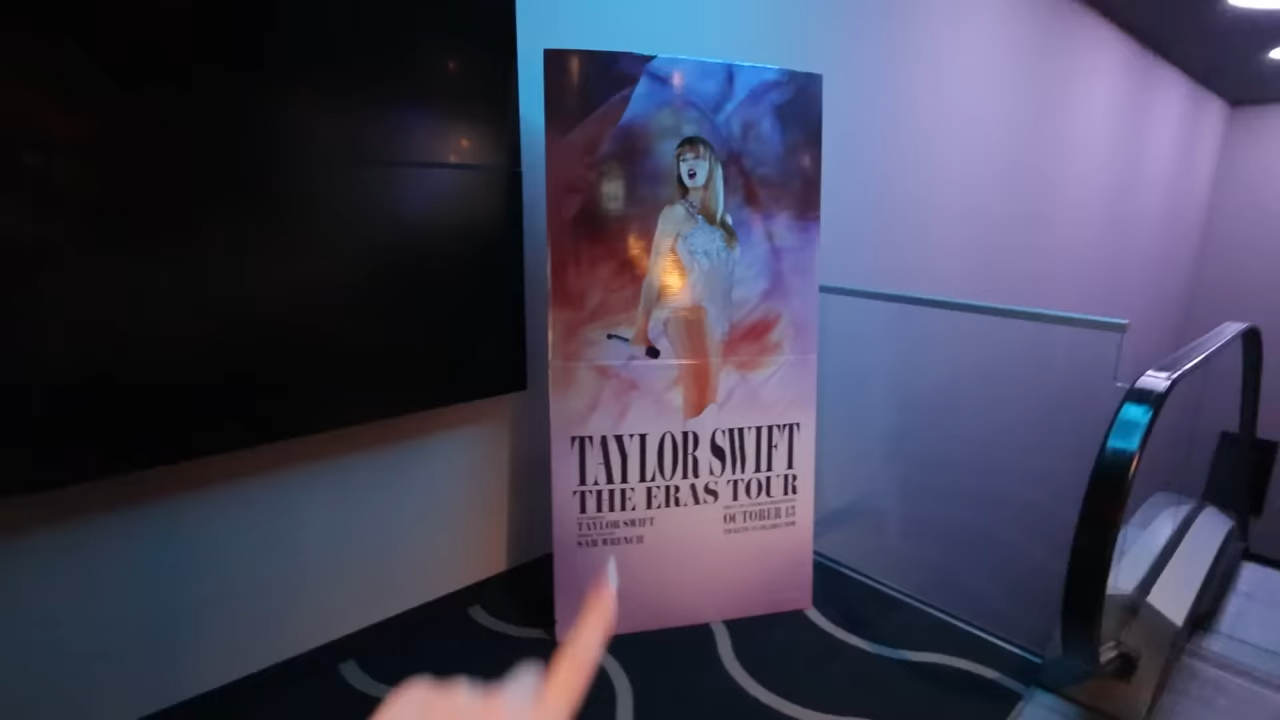 TAYLOR SWIFT
THE ERAS TOUR
TAYLOR SWIFT
SAM WRENCH
OCTOBER 13